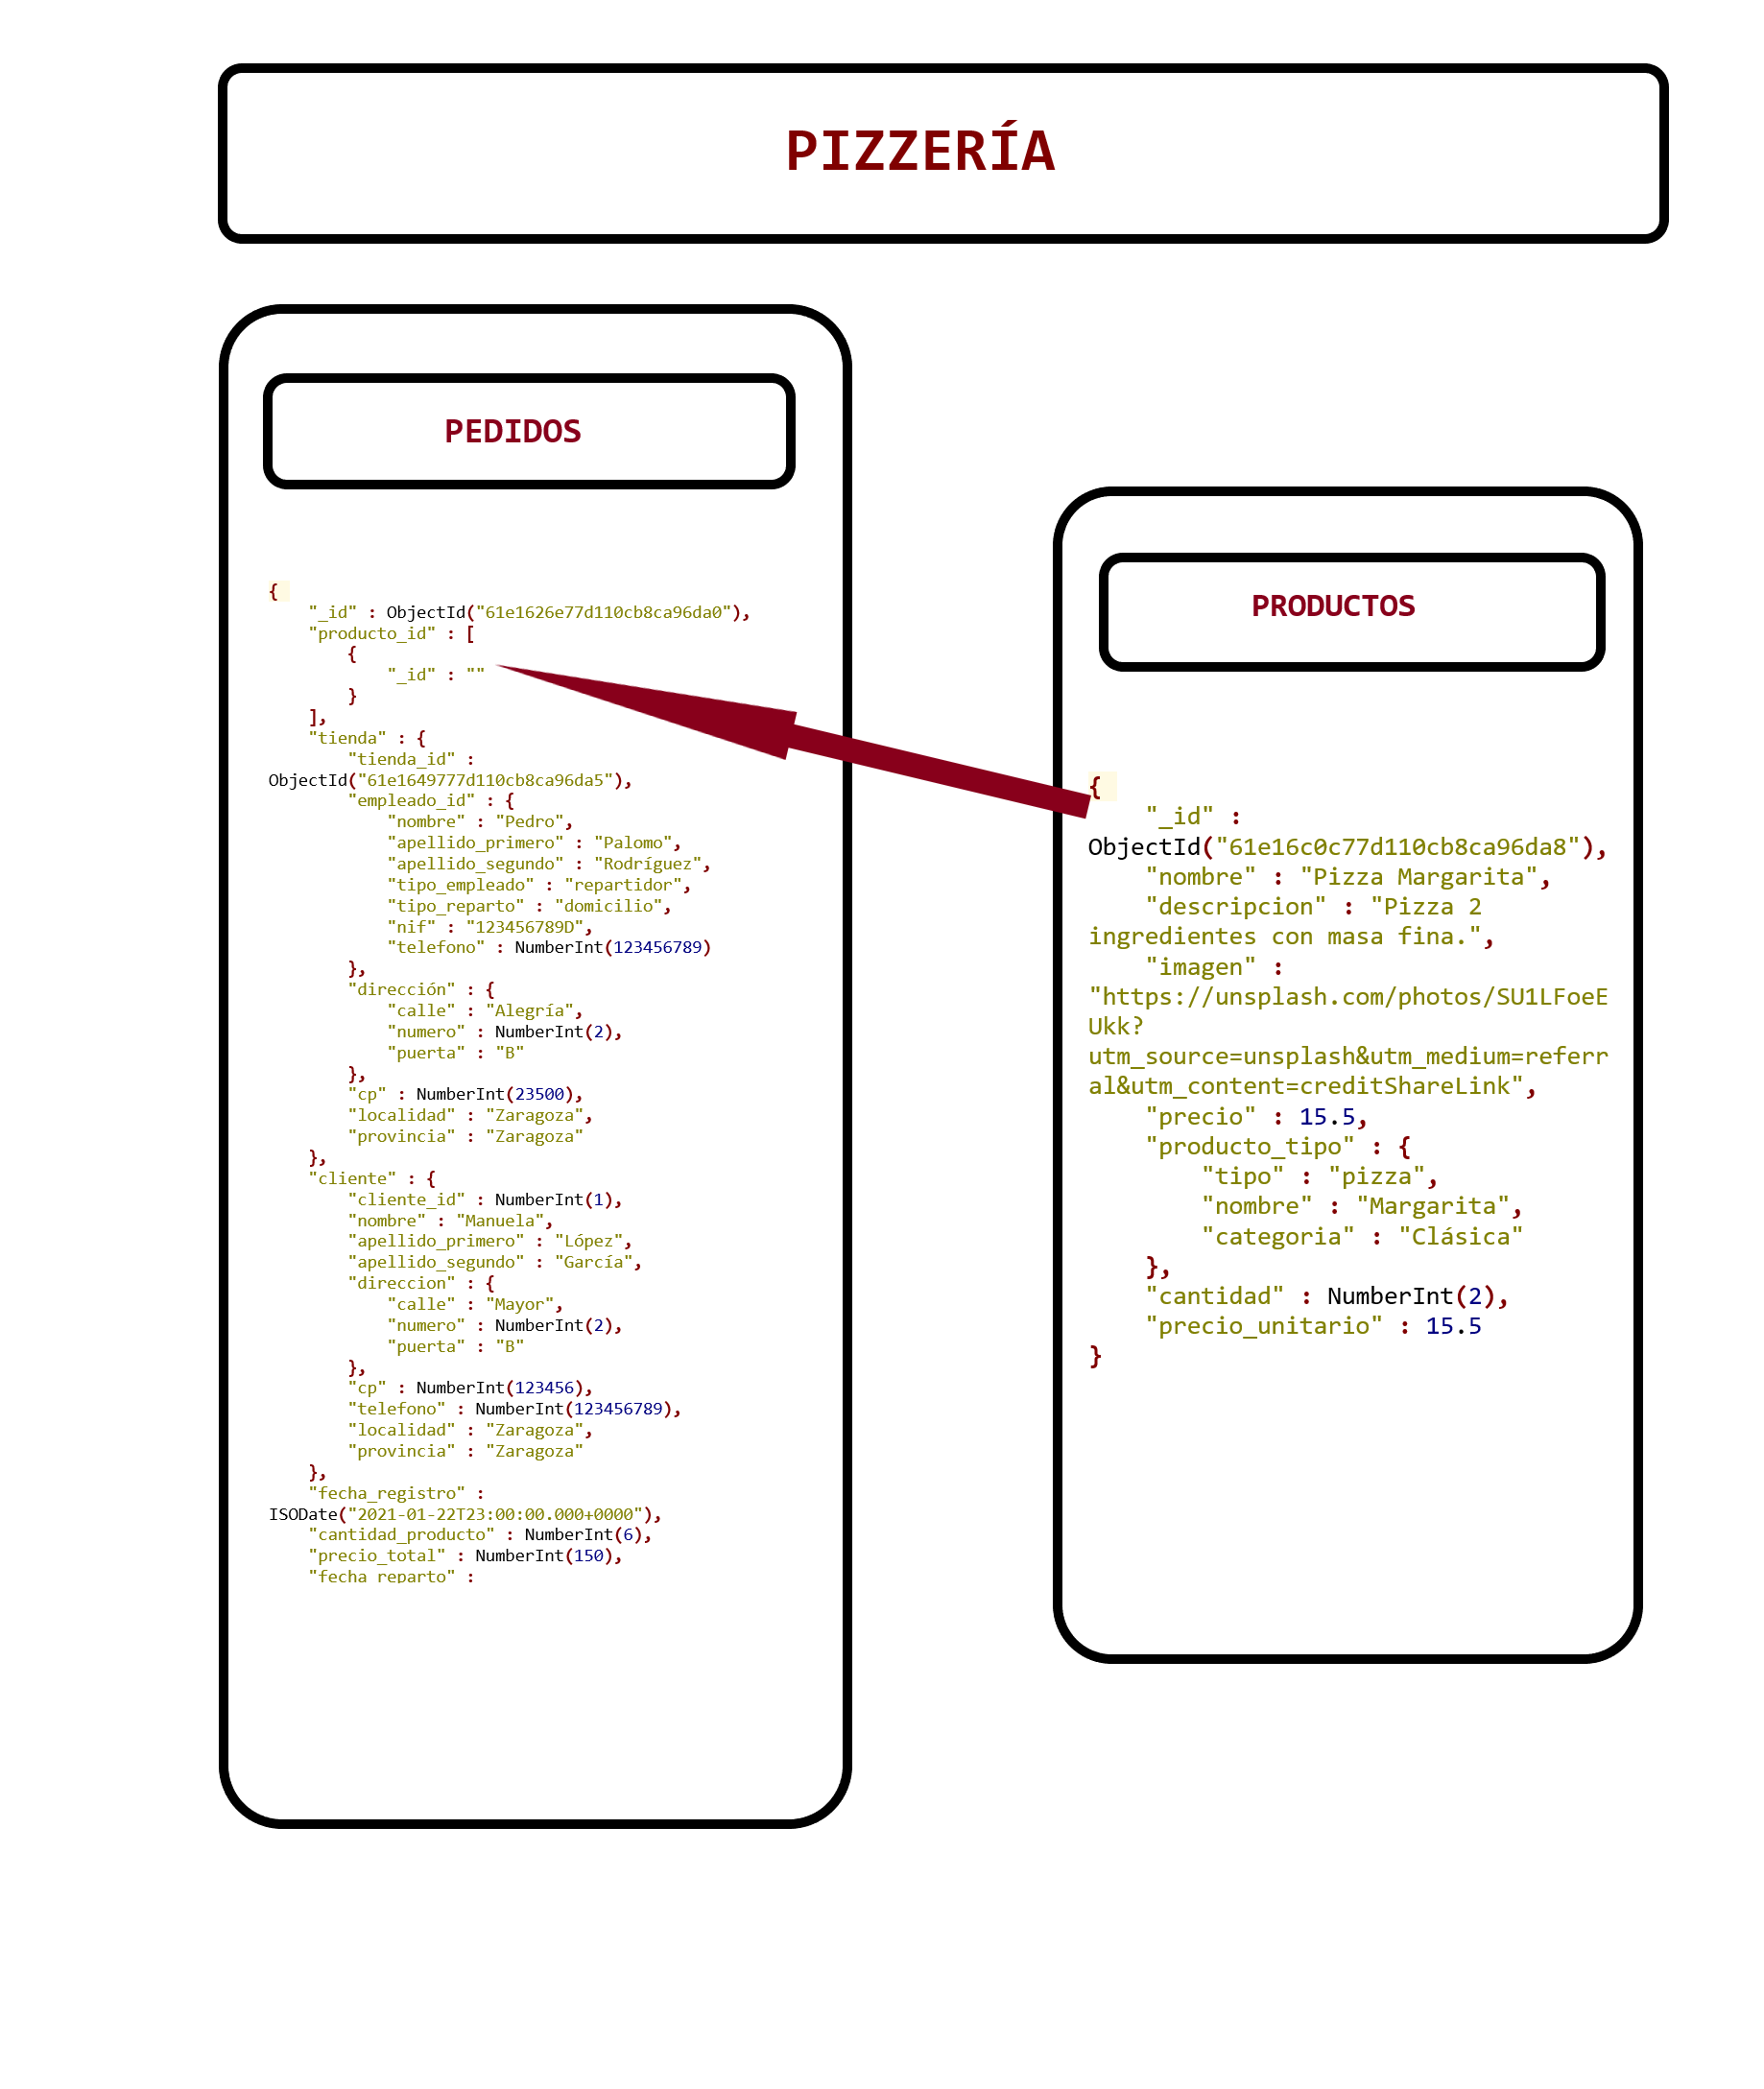 PIZZERÍA
PEDIDOS
{
"_id" : ObjectId("61e1626e77d110cb8ca96da0"),
"producto_id" : [
{
"_id" : ""
}
],
"tienda" : {
"tienda_id" :
ObjectId("61e1649777d110cb8ca96da5"),
"empleado_id" : {
"nombre" : "Pedro",
"apellido_primero" : "Palomo",
"apellido_segundo" : "Rodríguez",
"tipo_empleado" : "repartidor",
"tipo_reparto" : "domicilio",
"nif" : "123456789D",
"telefono" : NumberInt(123456789)
},
"dirección" : {
"calle" : "Alegría",
"numero" : NumberInt(2),
"puerta" : "B"
},
"cp" : NumberInt(23500),
"localidad" : "Zaragoza",
"provincia" : "Zaragoza"
},
"cliente" : {
"cliente_id" : NumberInt(1),
"nombre" : "Manuela",
"apellido_primero" : "López",
"apellido_segundo" : "García",
"direccion" : {
"calle" : "Mayor",
"numero" : NumberInt(2),
"puerta" : "B"
},
"cp" : NumberInt(123456),
"telefono" : NumberInt(123456789),
"localidad" : "Zaragoza",
"provincia" : "Zaragoza"
},
"fecha_registro" :
ISODate("2021-01-22T23:00:00.000+0000"),
"cantidad_producto" : NumberInt(6),
"precio_total" : NumberInt(150),
"fecha_reparto" :
PRODUCTOS
{
"_id" :
ObjectId("61e16c0c77d110cb8ca96da8"),
"nombre" : "Pizza Margarita",
"descripcion" : "Pizza 2
ingredientes con masa fina.",
"imagen" :
"https://unsplash.com/photos/SU1LFoeE
Ukk?
utm_source=unsplash&utm_medium=referr
al&utm_content=creditShareLink",
"precio" : 15.5,
"producto_tipo" : {
"tipo" : "pizza",
"nombre" : "Margarita",
"categoria" : "Clásica"
},
"cantidad" : NumberInt(2),
"precio_unitario" : 15.5
}